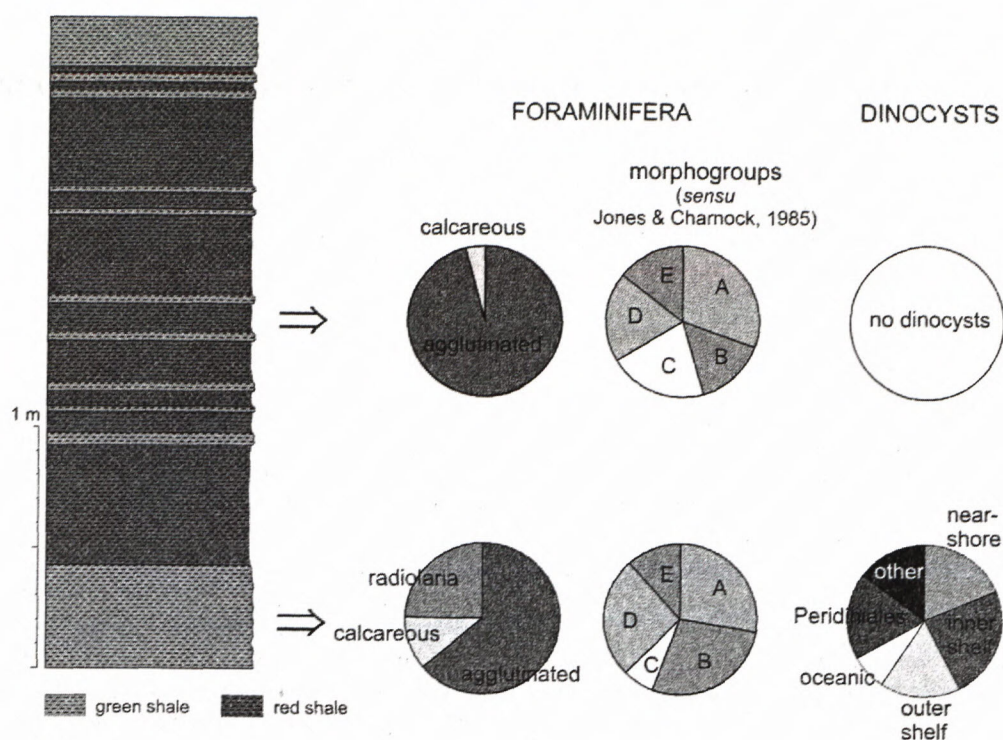 FORAMINIFERA
DINOCYSTS
morphogroups
(sensu
Jones & Charnock, 1985)
calcareous
agglutinated
E
A
D
B
C
no dinocysts
1 m
radiolaria
calcareous
agglutinated
E
A
D
B
C
near-
shore
other
Peridiniales
inner
shelf
oceanic
outer
shelf
green shale
red shale